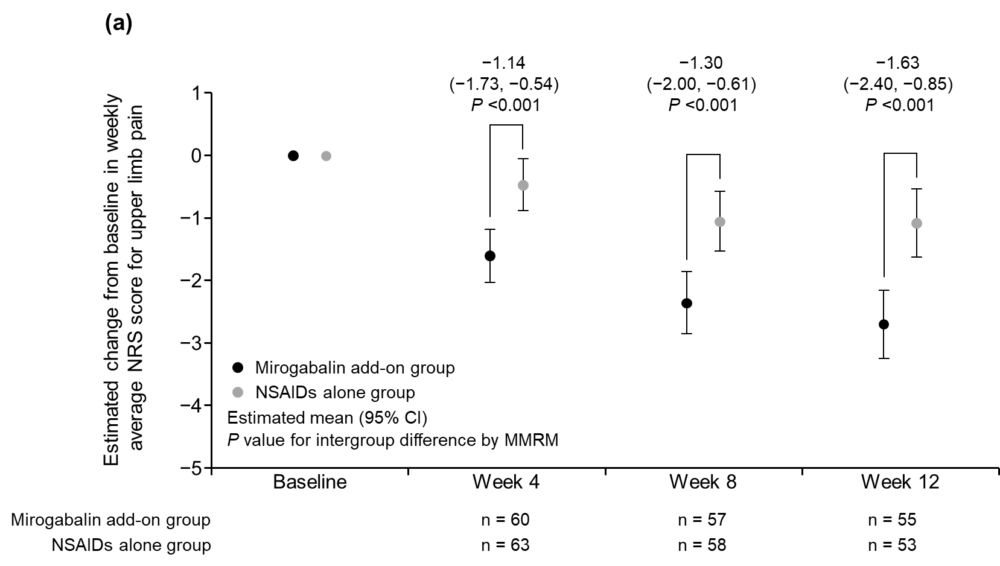 (a)
−1.14
(−1.73, −0.54)
P <0.001
−1.30
(−2.00, −0.61)
P <0.001
−1.63
(−2.40, −0.85)
P <0.001
Estimated change from baseline in weekly
average NRS score for upper limb pain
1
0
−1
−2
−3
−4
−5
Mirogabalin add-on group
NSAIDs alone group
Estimated mean (95% CI)
P value for intergroup difference by MMRM
Baseline Week 4 Week 8 Week 12
Mirogabalin add-on group n = 60 n = 57 n = 55
NSAIDs alone group n = 63 n = 58 n = 53